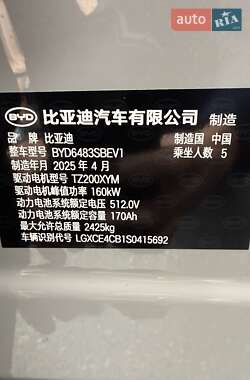 AUTO RIA
BYD 比亚迪汽车有限公司 制造
品 牌 比亚迪 制造国 中国
整车型号 BYD6483SBEV1 乘坐人数 5
制造年月 2025 年 4 月
驱动电机型号 TZ200XYM
驱动电机峰值功率 160kW
动力电池系统额定电压 512.0V
动力电池系统额定容量 170Ah
最大允许总质量 2425kg
车辆识别代号 LGXCE4CB1S0415692